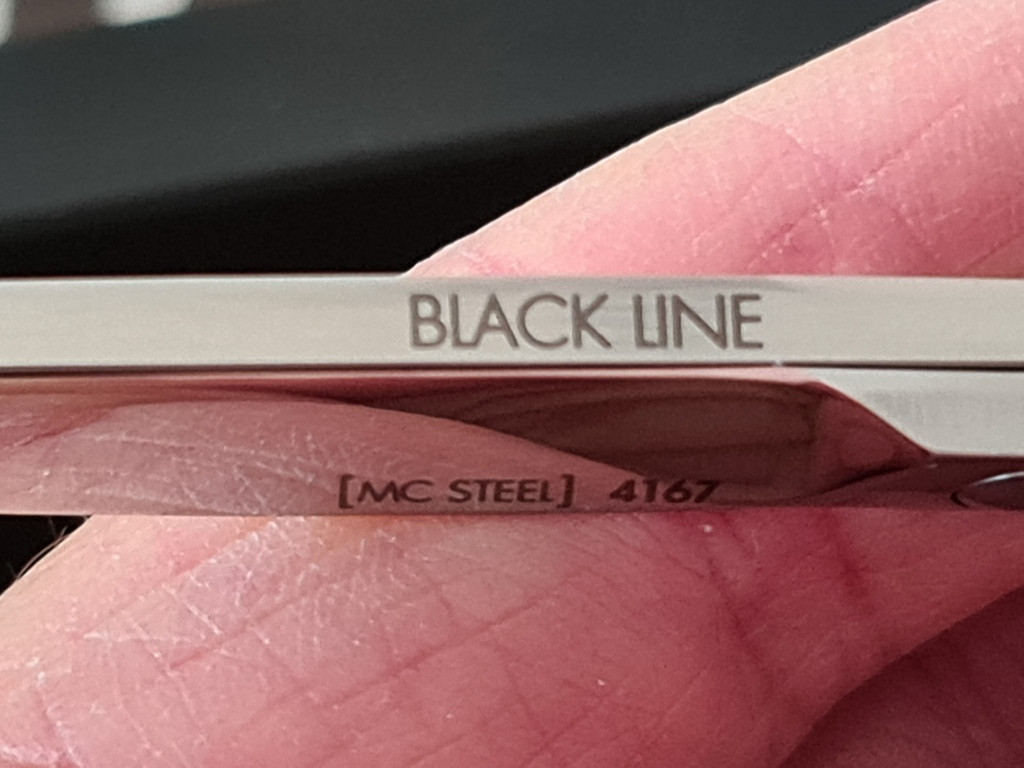 BLACK LINE
[MC STEEL] 4167